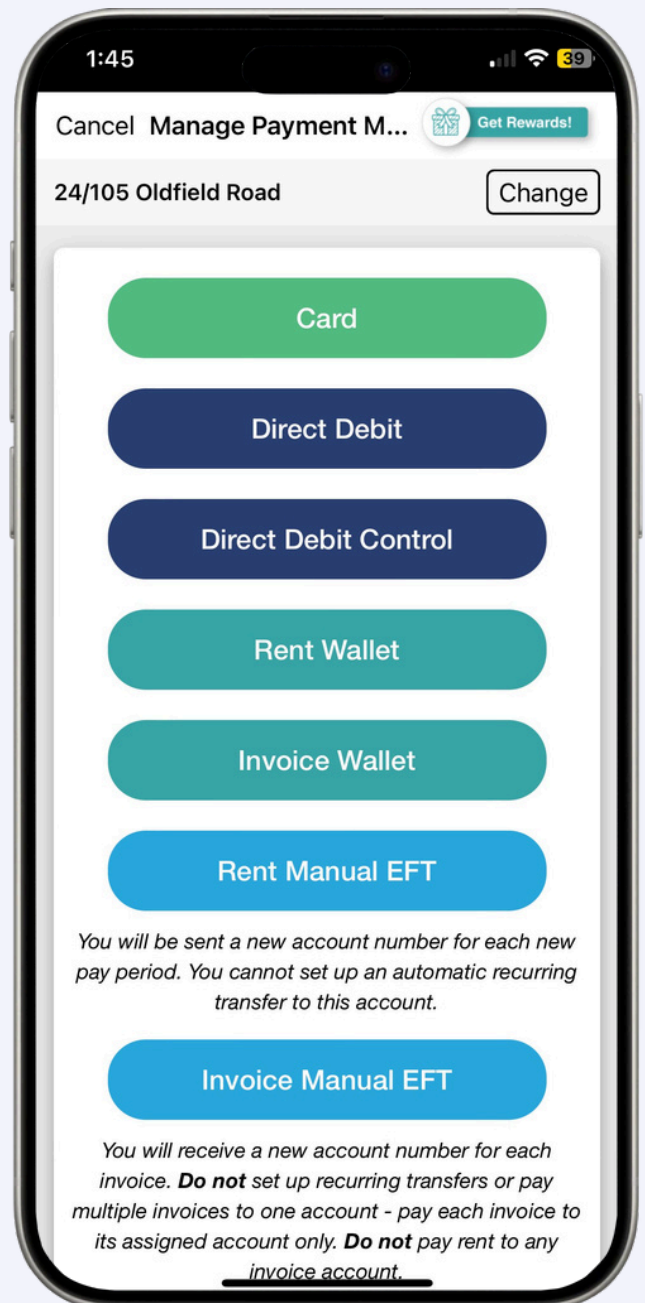 1:45
39
Cancel Manage Payment M... Get Rewards!
24/105 Oldfield Road Change
Card
Direct Debit
Direct Debit Control
Rent Wallet
Invoice Wallet
Rent Manual EFT
You will be sent a new account number for each new
pay period. You cannot set up an automatic recurring
transfer to this account.
Invoice Manual EFT
You will receive a new account number for each
invoice. Do not set up recurring transfers or pay
multiple invoices to one account - pay each invoice to
its assigned account only. Do not pay rent to any
invoice account.